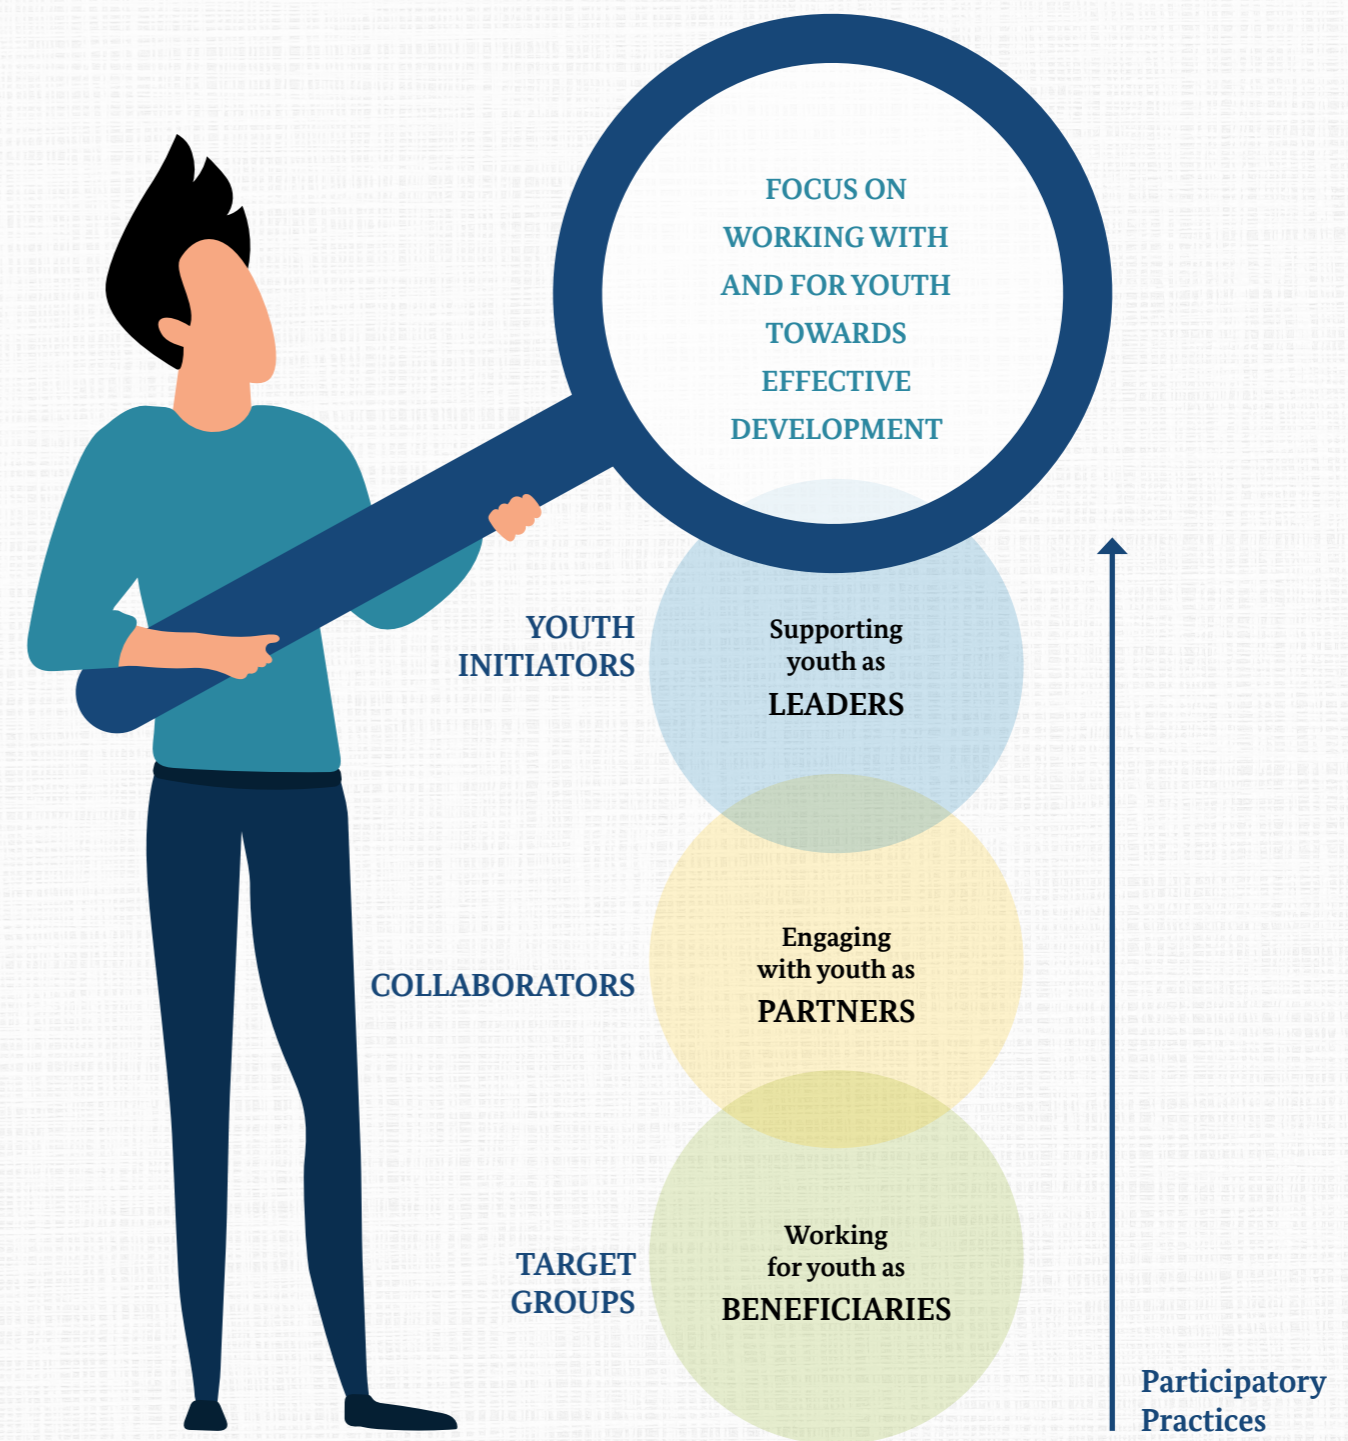 FOCUS ON
WORKING WITH
AND FOR YOUTH
TOWARDS
EFFECTIVE
DEVELOPMENT
YOUTH
INITIATORS
Supporting
youth as
LEADERS
COLLABORATORS
Engaging
with youth as
PARTNERS
TARGET
GROUPS
Working
for youth as
BENEFICIARIES
Participatory
Practices